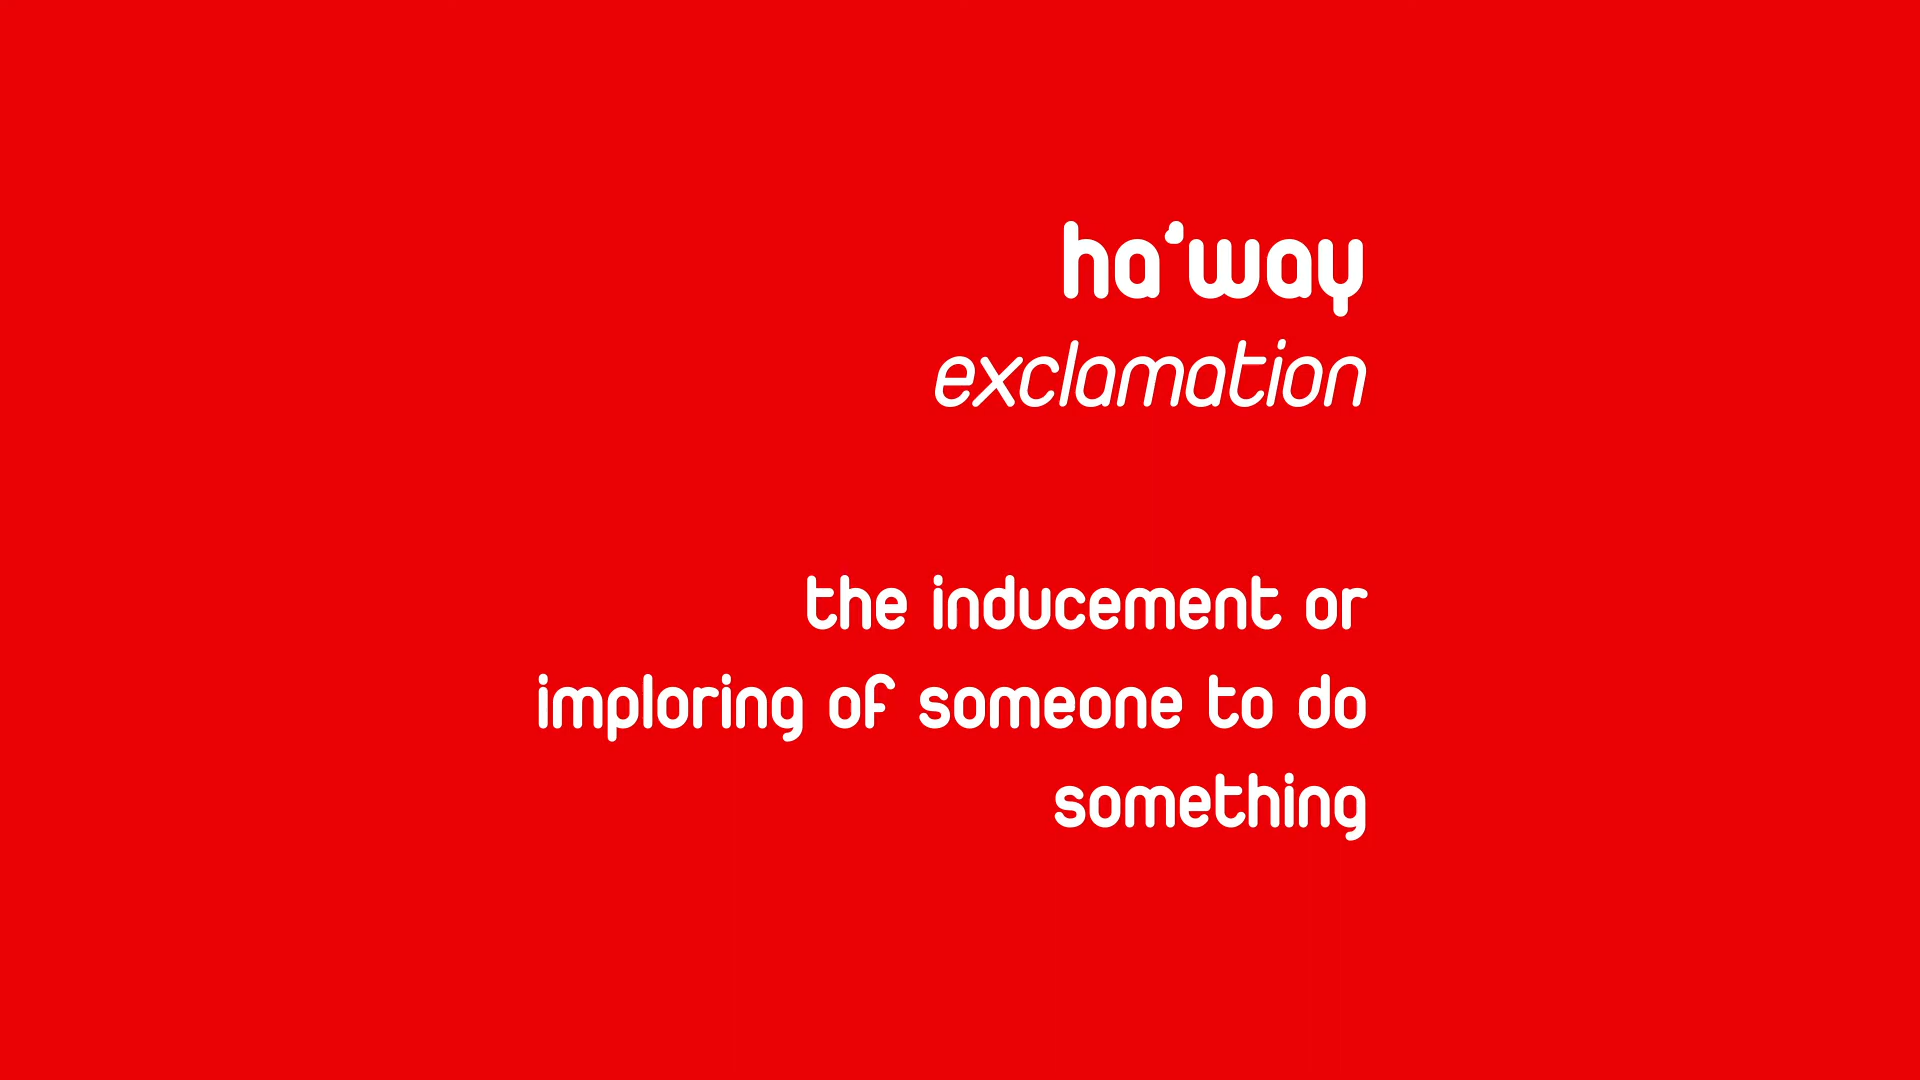 ha'way
exclamation
the inducement or
imploring of someone to do
something